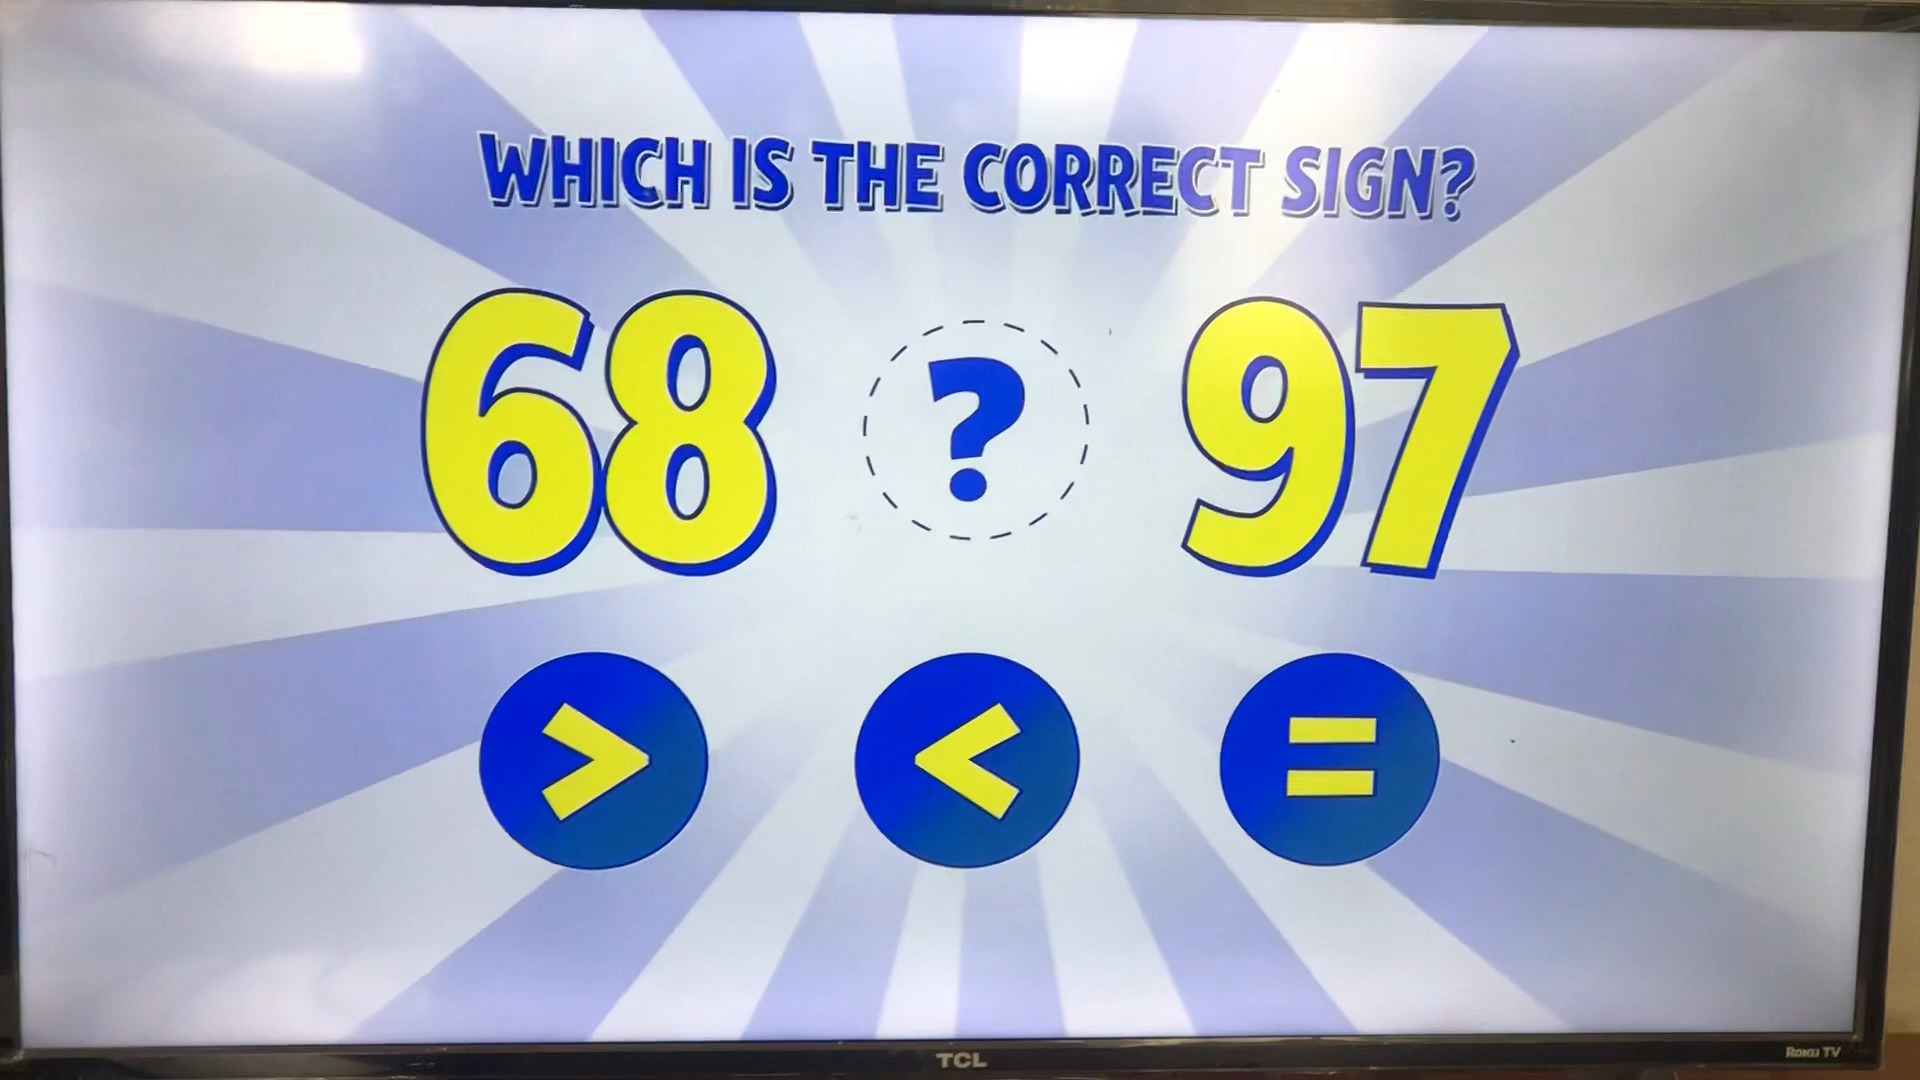 WHICH IS THE CORRECT SIGN?
68 ? 97
> < =
TCL
Roku TV